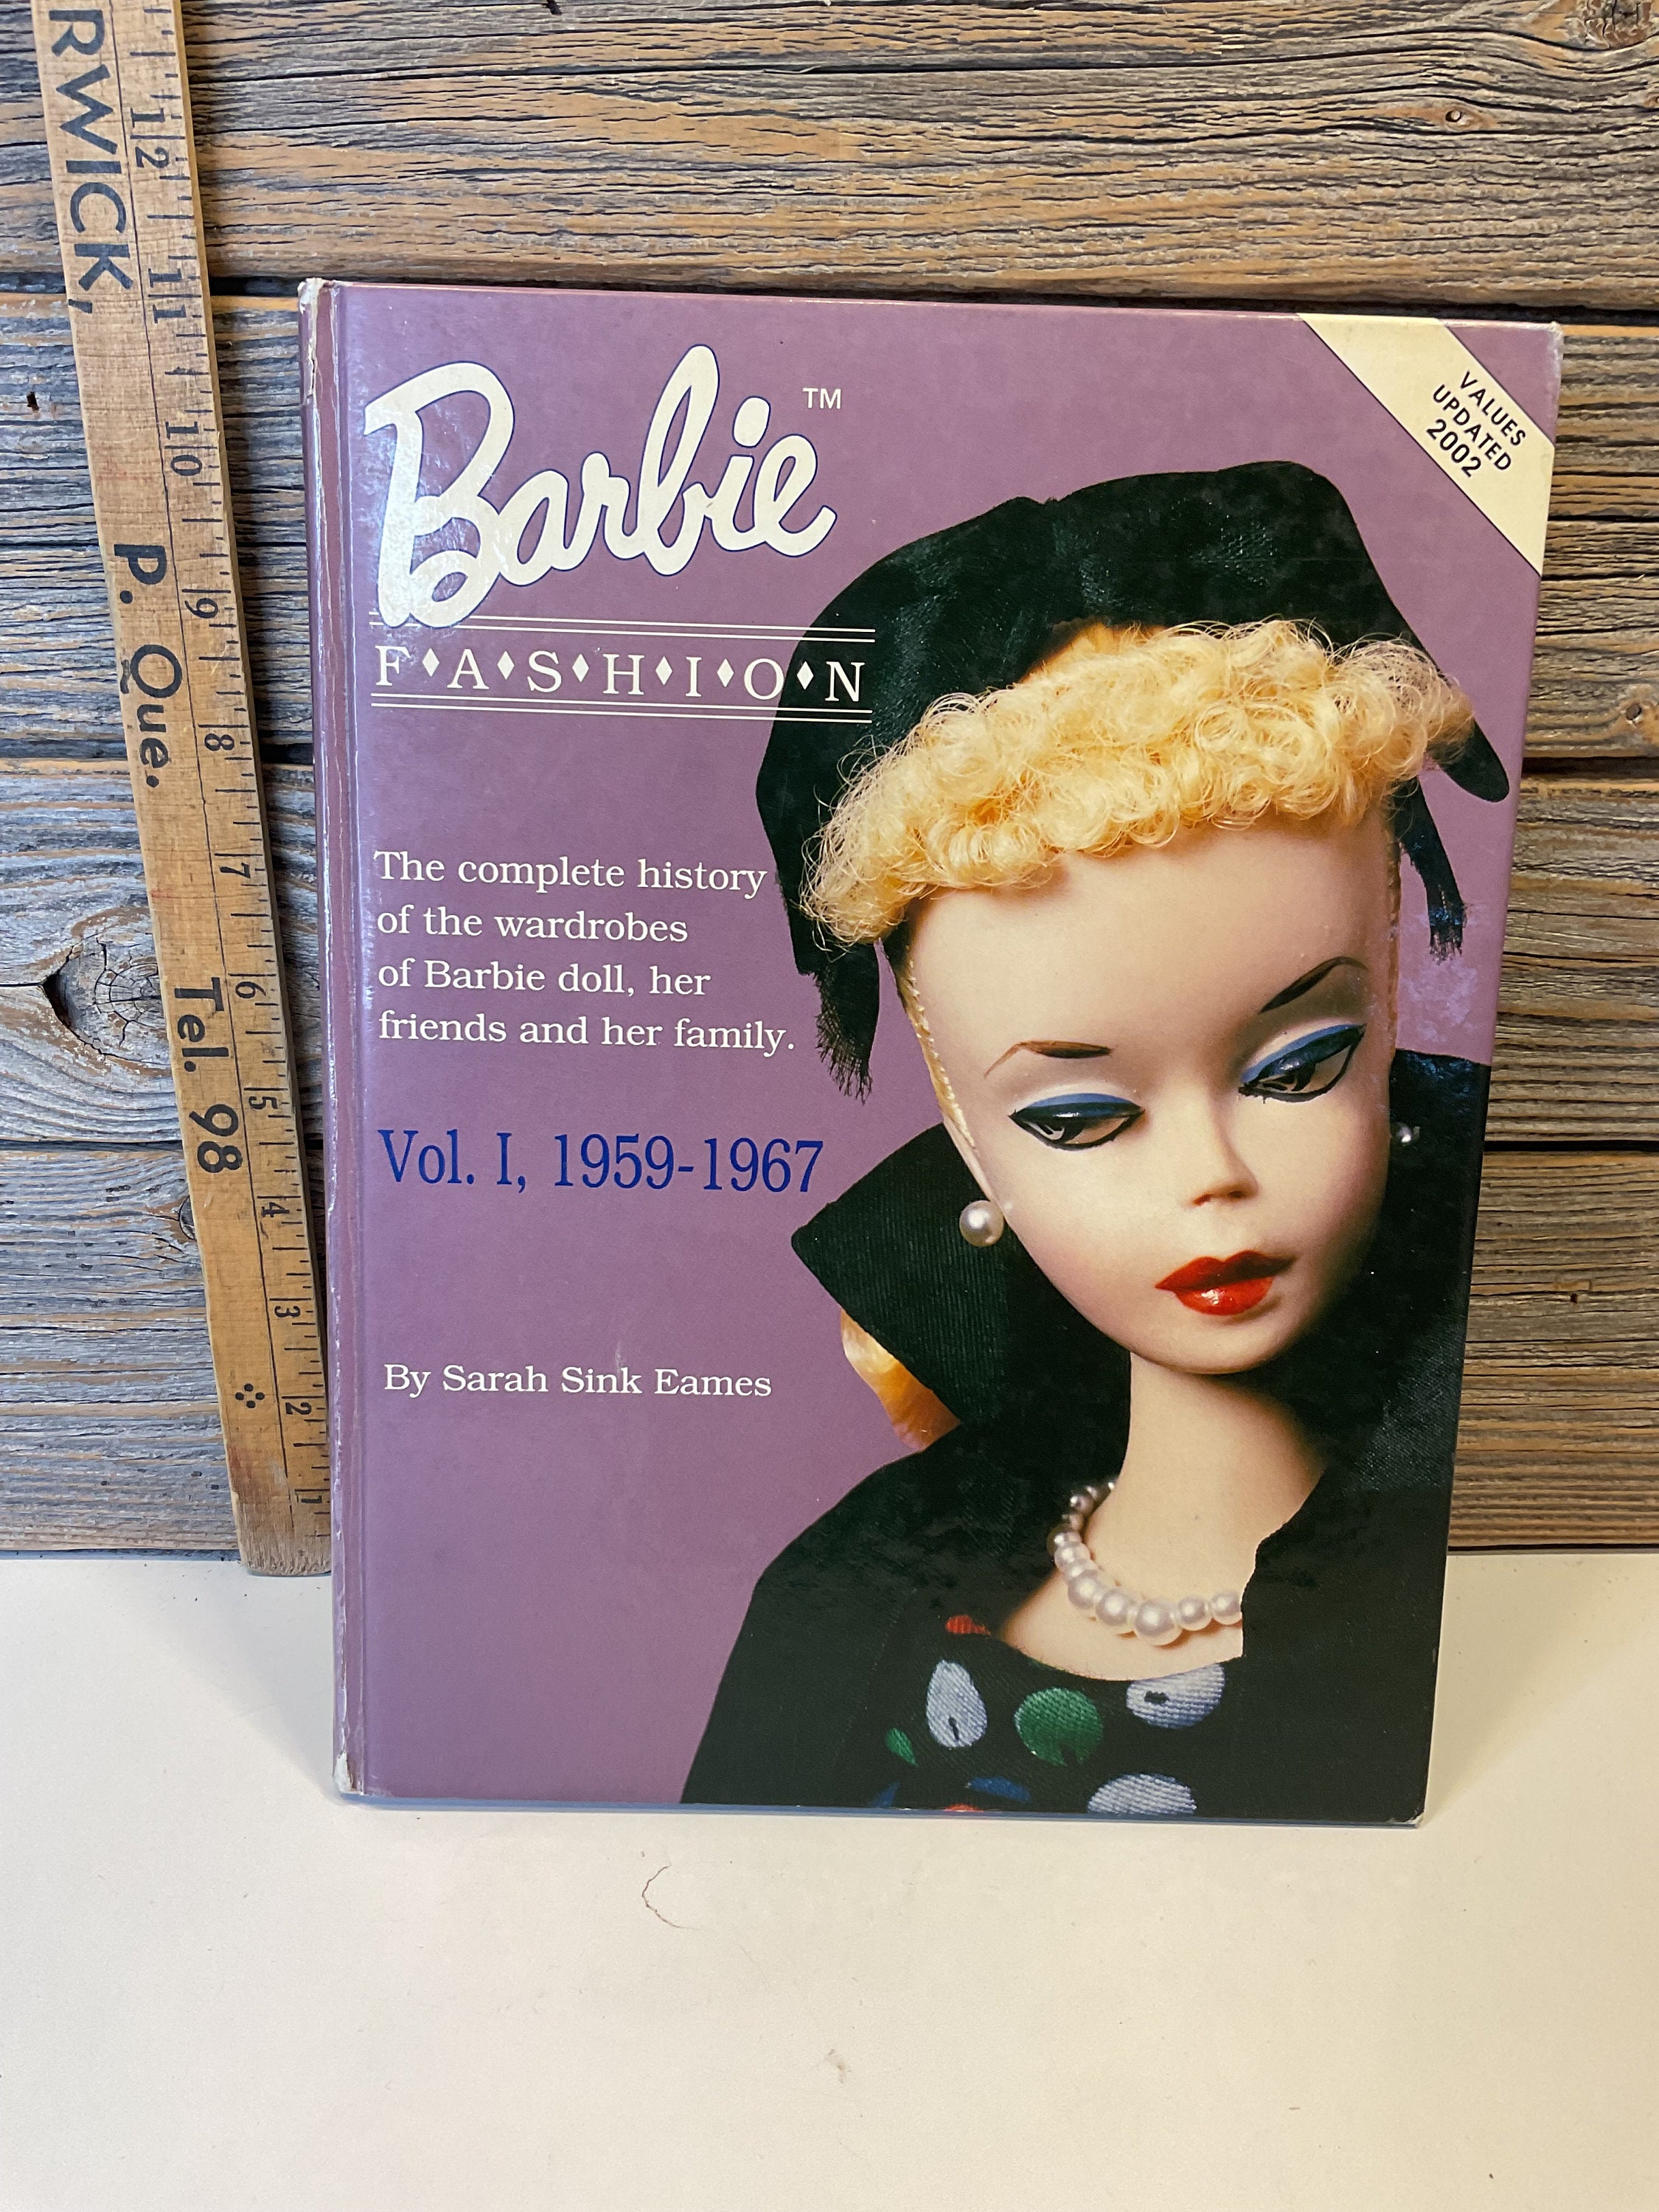 Barbie™
F♦A♦S♦H♦I♦O♦N
VALUES
UPDATED
2002
The complete history
of the wardrobes
of Barbie doll, her
friends and her family.
Vol. I, 1959-1967
By Sarah Sink Eames
RWICK, P. Que. Tel. 98
12
11
10
9
8
7
6
5
4
3
2
1